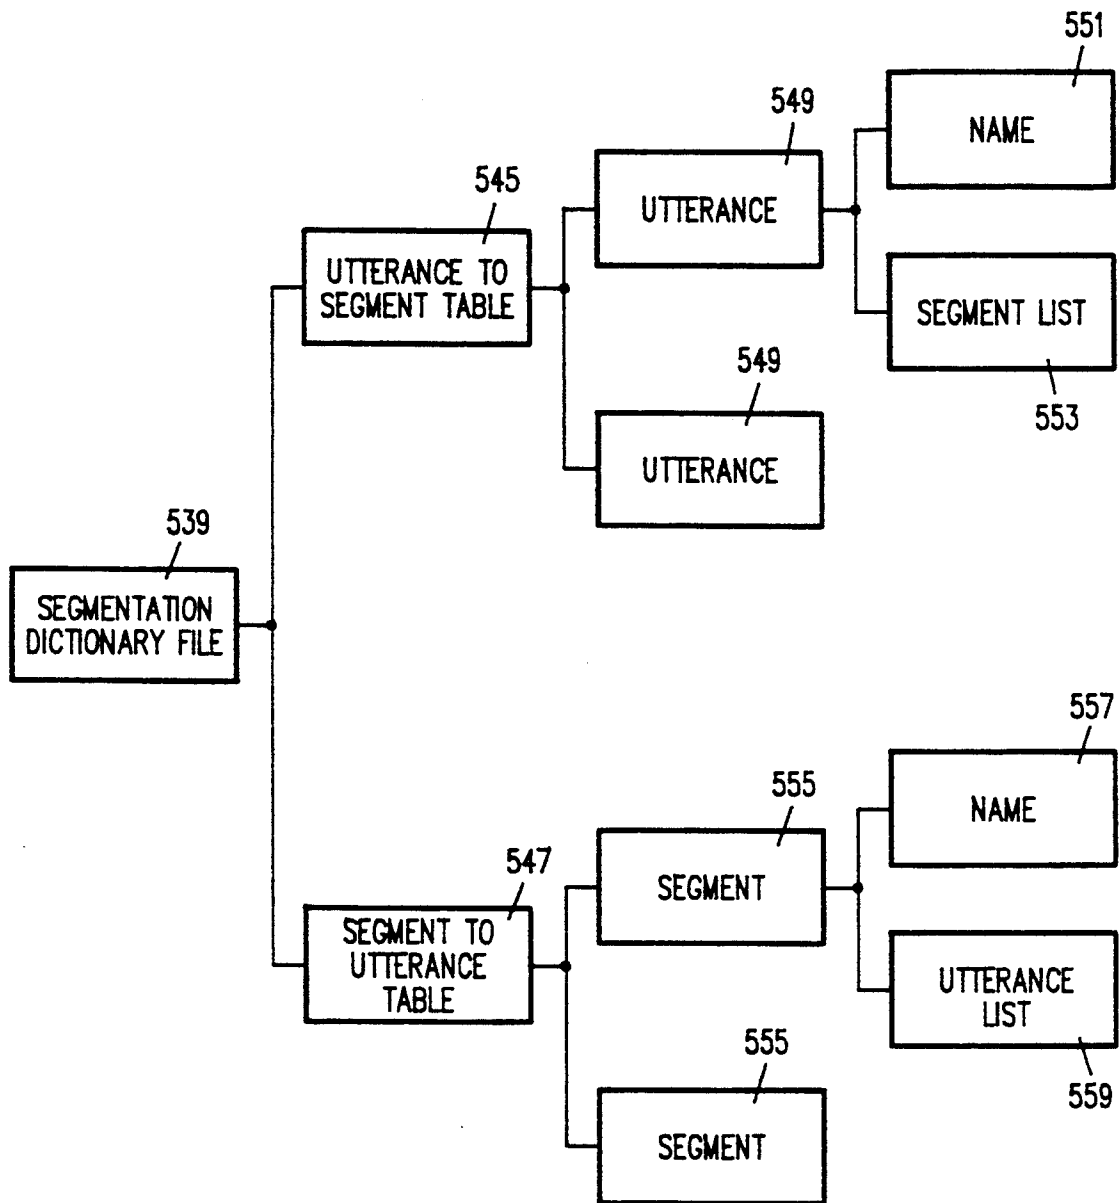 551
NAME
549
UTTERANCE
545
UTTERANCE TO
SEGMENT TABLE
SEGMENT LIST
553
549
UTTERANCE
539
SEGMENTATION
DICTIONARY FILE
557
NAME
555
SEGMENT
547
SEGMENT TO
UTTERANCE
TABLE
UTTERANCE
LIST
559
555
SEGMENT